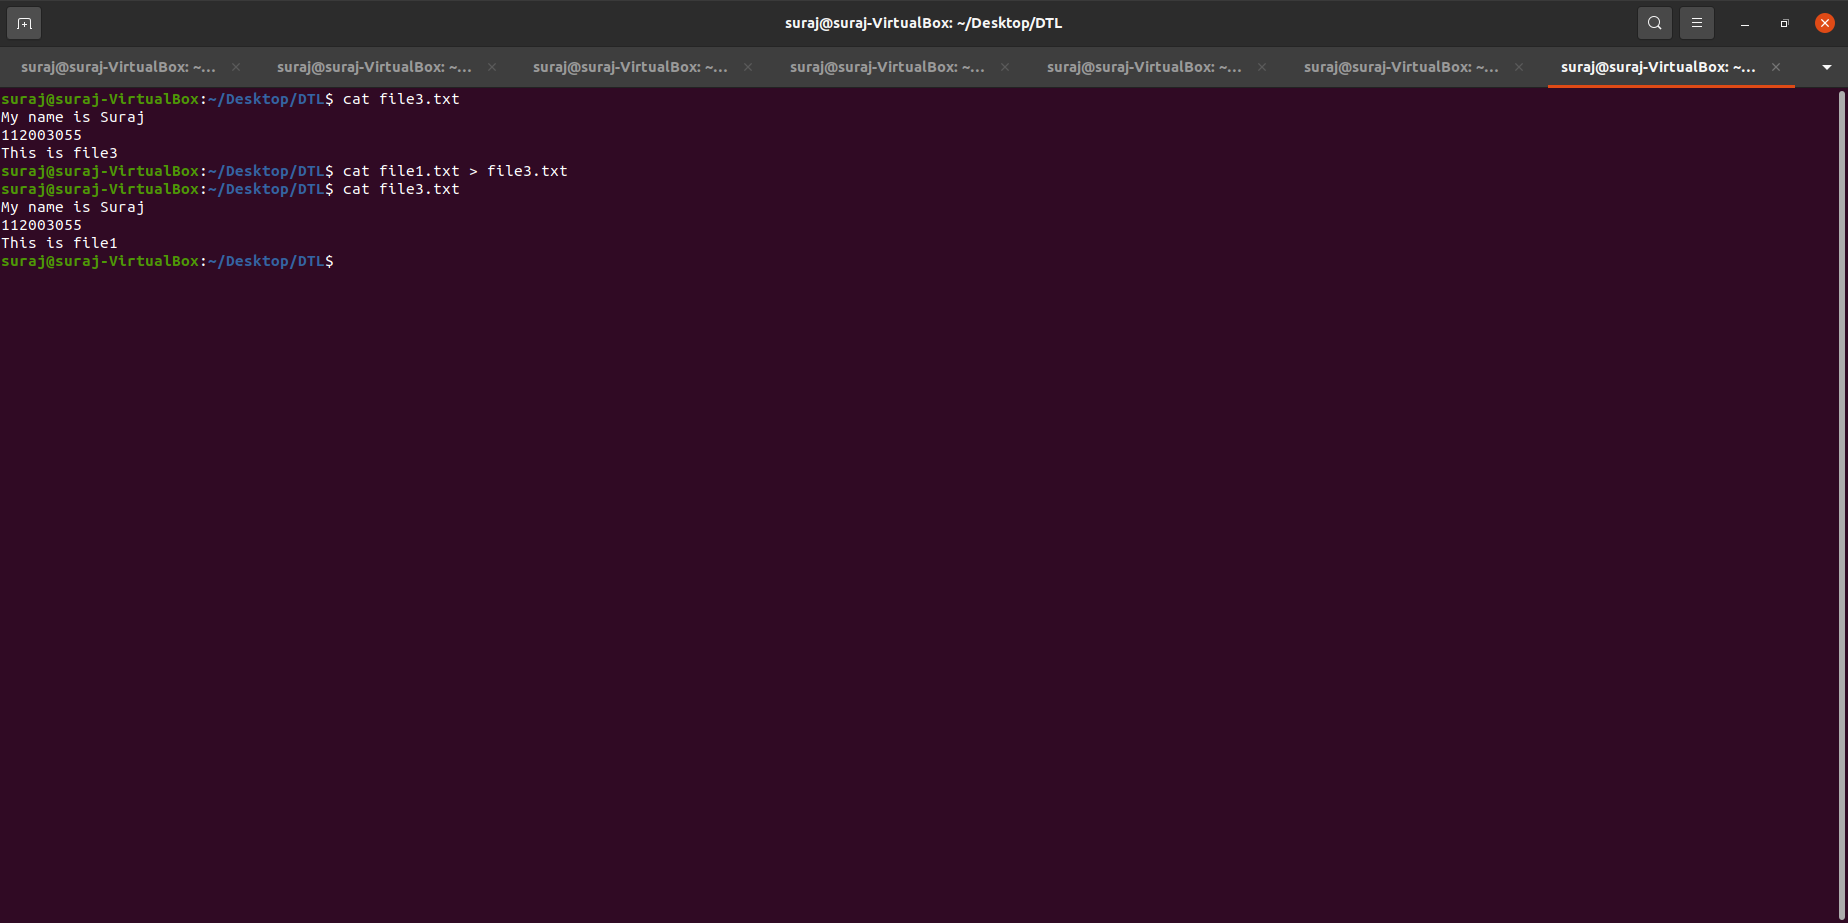 suraj@suraj-VirtualBox: ~/Desktop/DTL
suraj@suraj-VirtualBox: ~... suraj@suraj-VirtualBox: ~... suraj@suraj-VirtualBox: ~... suraj@suraj-VirtualBox: ~... suraj@suraj-VirtualBox: ~... suraj@suraj-VirtualBox: ~... suraj@suraj-VirtualBox: ~...
suraj@suraj-VirtualBox:~/Desktop/DTL$ cat file3.txt
My name is Suraj
112003055
This is file3
suraj@suraj-VirtualBox:~/Desktop/DTL$ cat file1.txt > file3.txt
suraj@suraj-VirtualBox:~/Desktop/DTL$ cat file3.txt
My name is Suraj
112003055
This is file1
suraj@suraj-VirtualBox:~/Desktop/DTL$